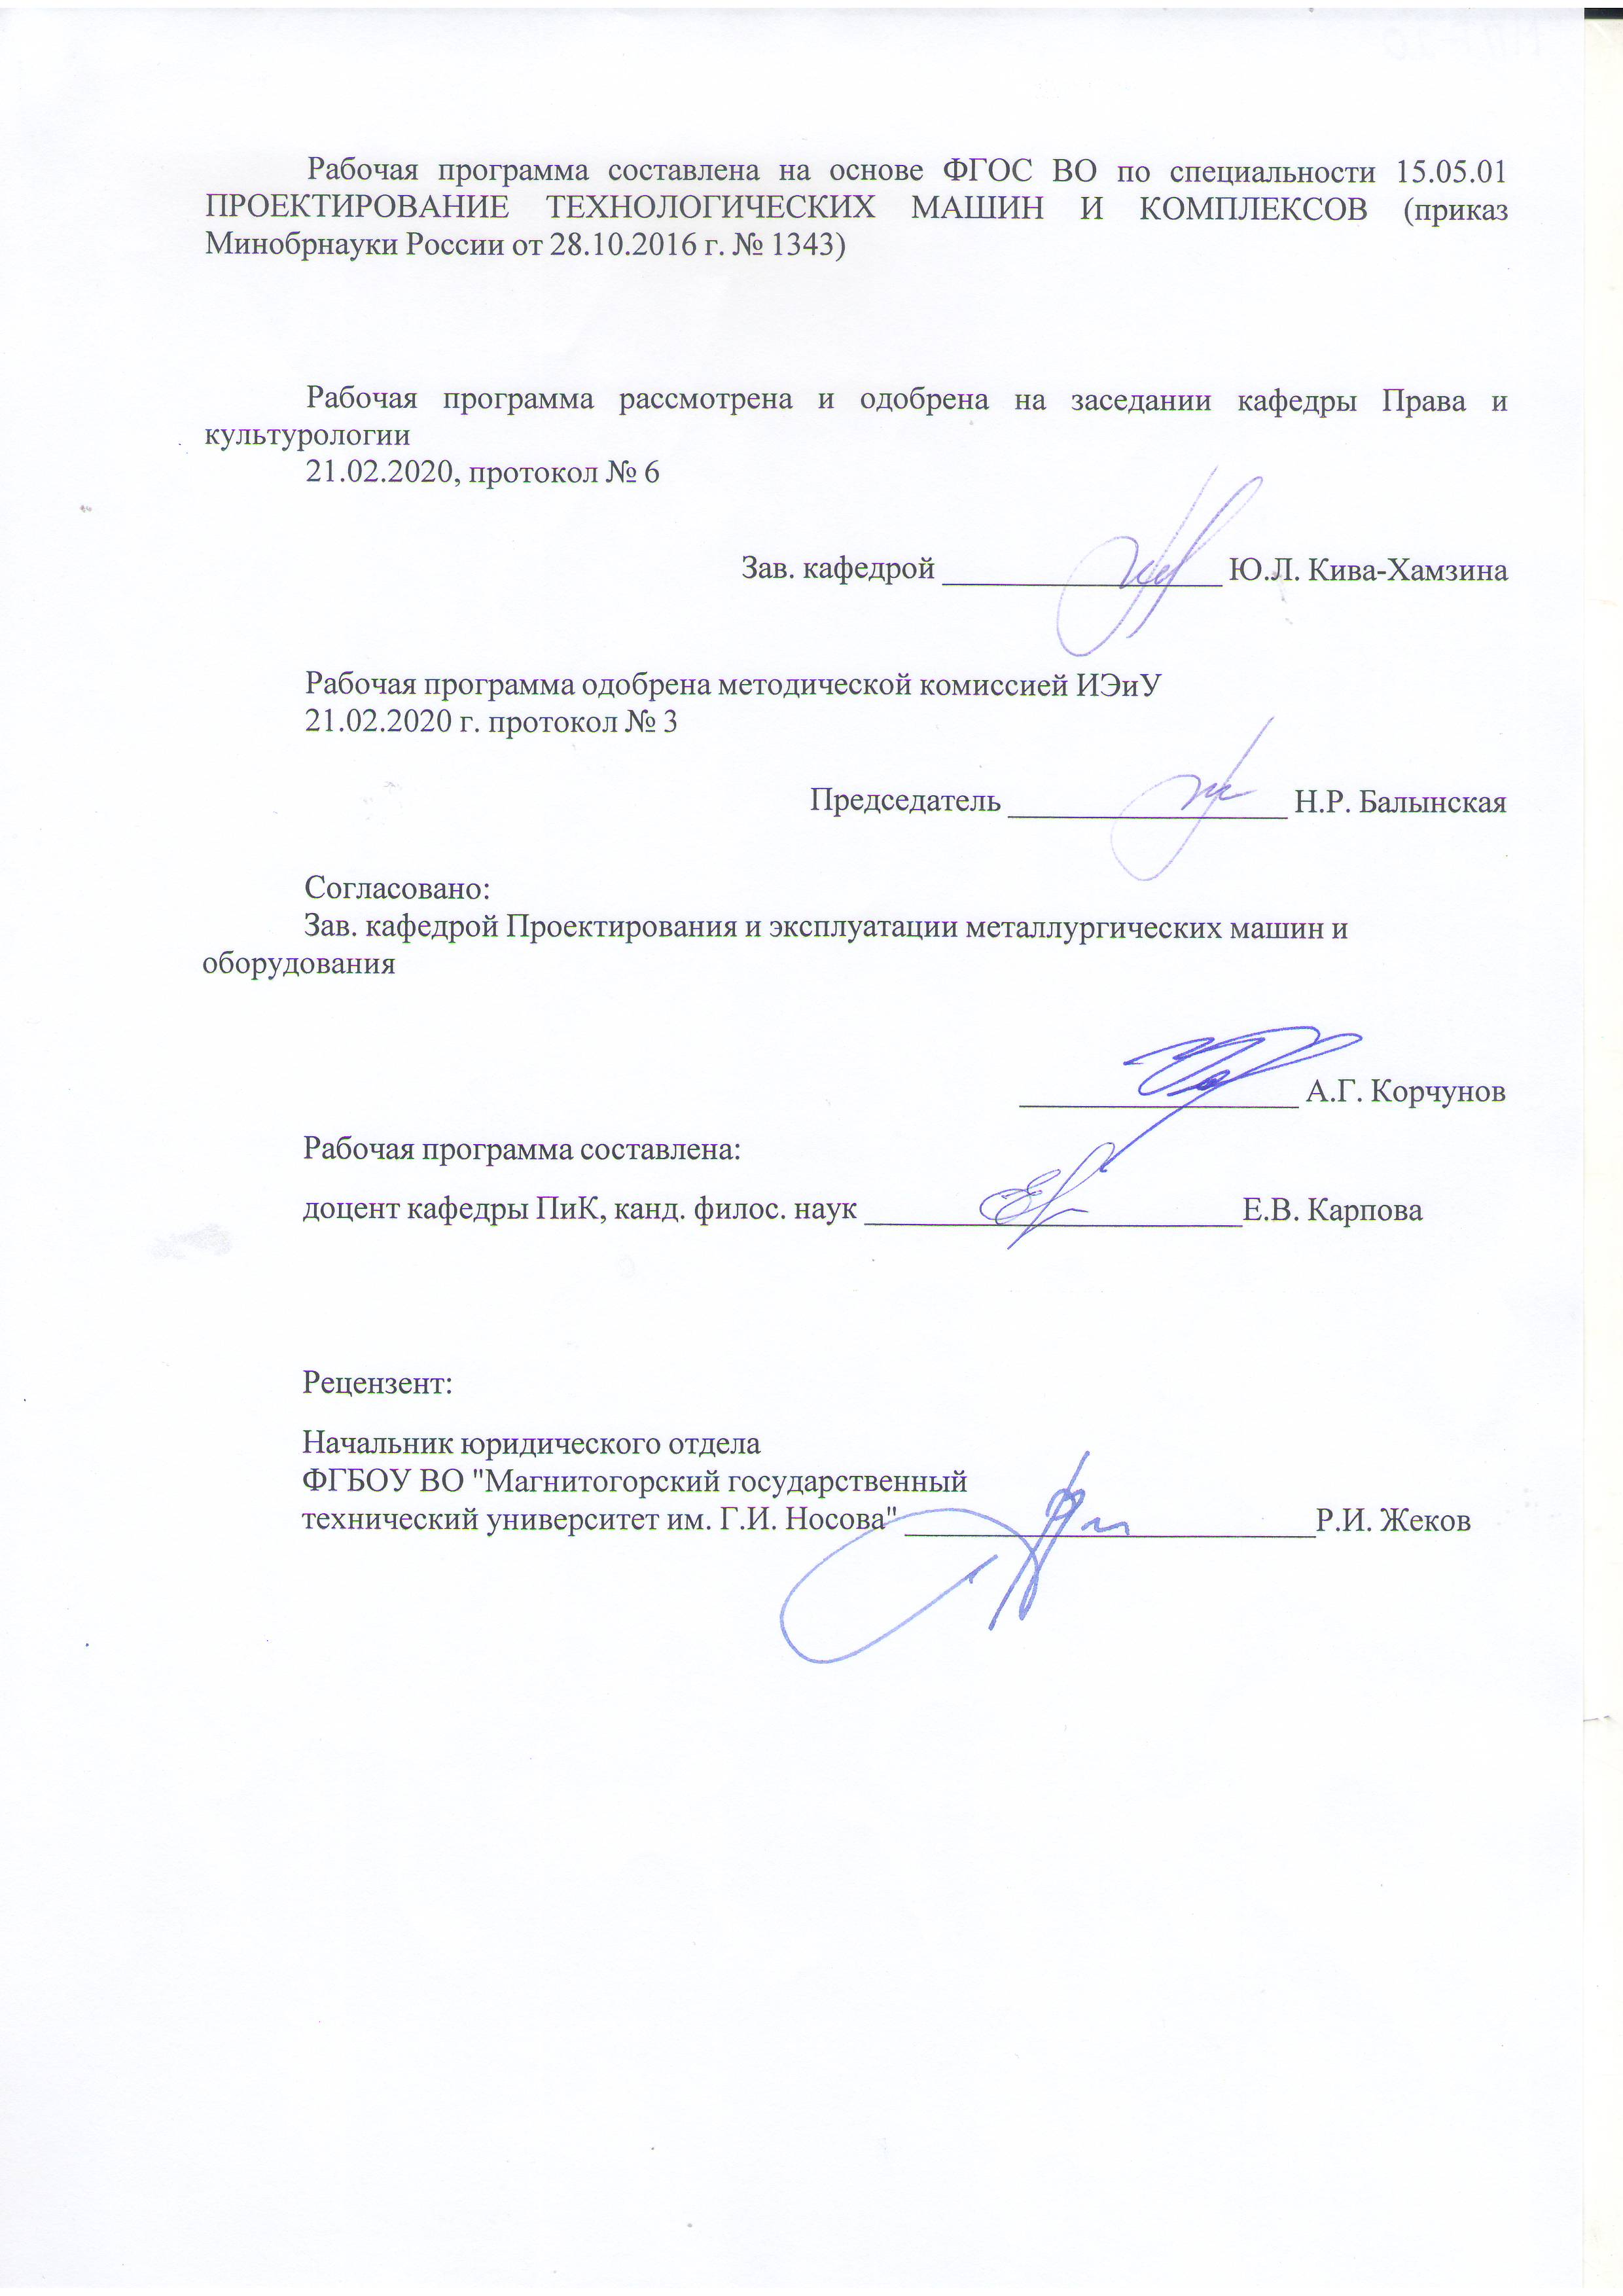 Рабочая программа составлена на основе ФГОС ВО по специальности 15.05.01
ПРОЕКТИРОВАНИЕ ТЕХНОЛОГИЧЕСКИХ МАШИН И КОМПЛЕКСОВ (приказ
Минобрнауки России от 28.10.2016 г. № 1343)
Рабочая программа рассмотрена и одобрена на заседании кафедры Права и
культурологии
21.02.2020, протокол № 6
Зав. кафедрой ________________ Ю.Л. Кива-Хамзина
Рабочая программа одобрена методической комиссией ИЭиУ
21.02.2020 г. протокол № 3
Председатель ________________ Н.Р. Балынская
Согласовано:
Зав. кафедрой Проектирования и эксплуатации металлургических машин и
оборудования
________________ А.Г. Корчунов
Рабочая программа составлена:
доцент кафедры ПиК, канд. филос. наук ______________________Е.В. Карпова
Рецензент:
Начальник юридического отдела
ФГБОУ ВО "Магнитогорский государственный
технический университет им. Г.И. Носова" ________________________Р.И. Жеков